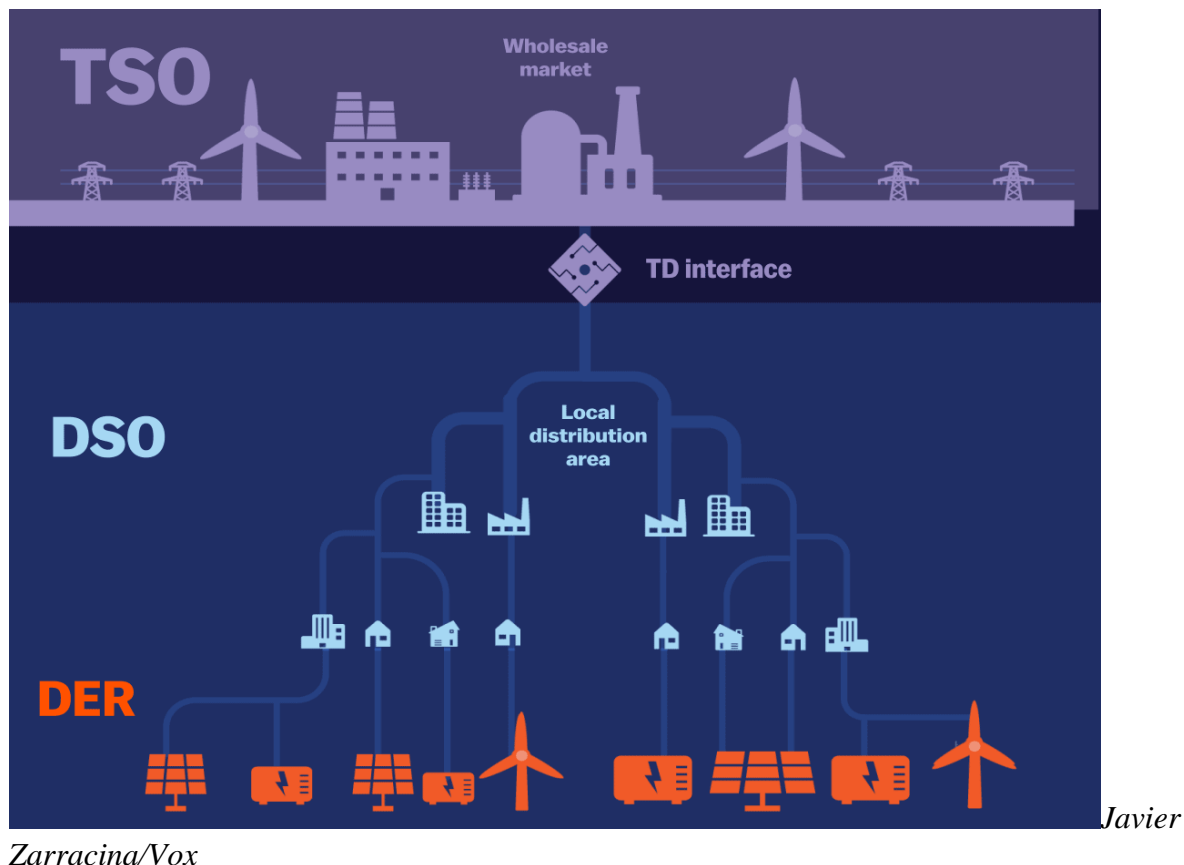 TSO
Wholesale
market
TD interface
DSO
Local
distribution
area
DER
Javier
Zarracina/Vox